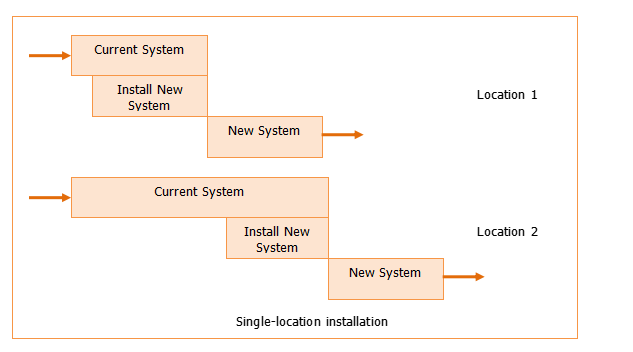 Current System
Install New
System
Location 1
New System
Current System
Install New
System
Location 2
New System
Single-location installation